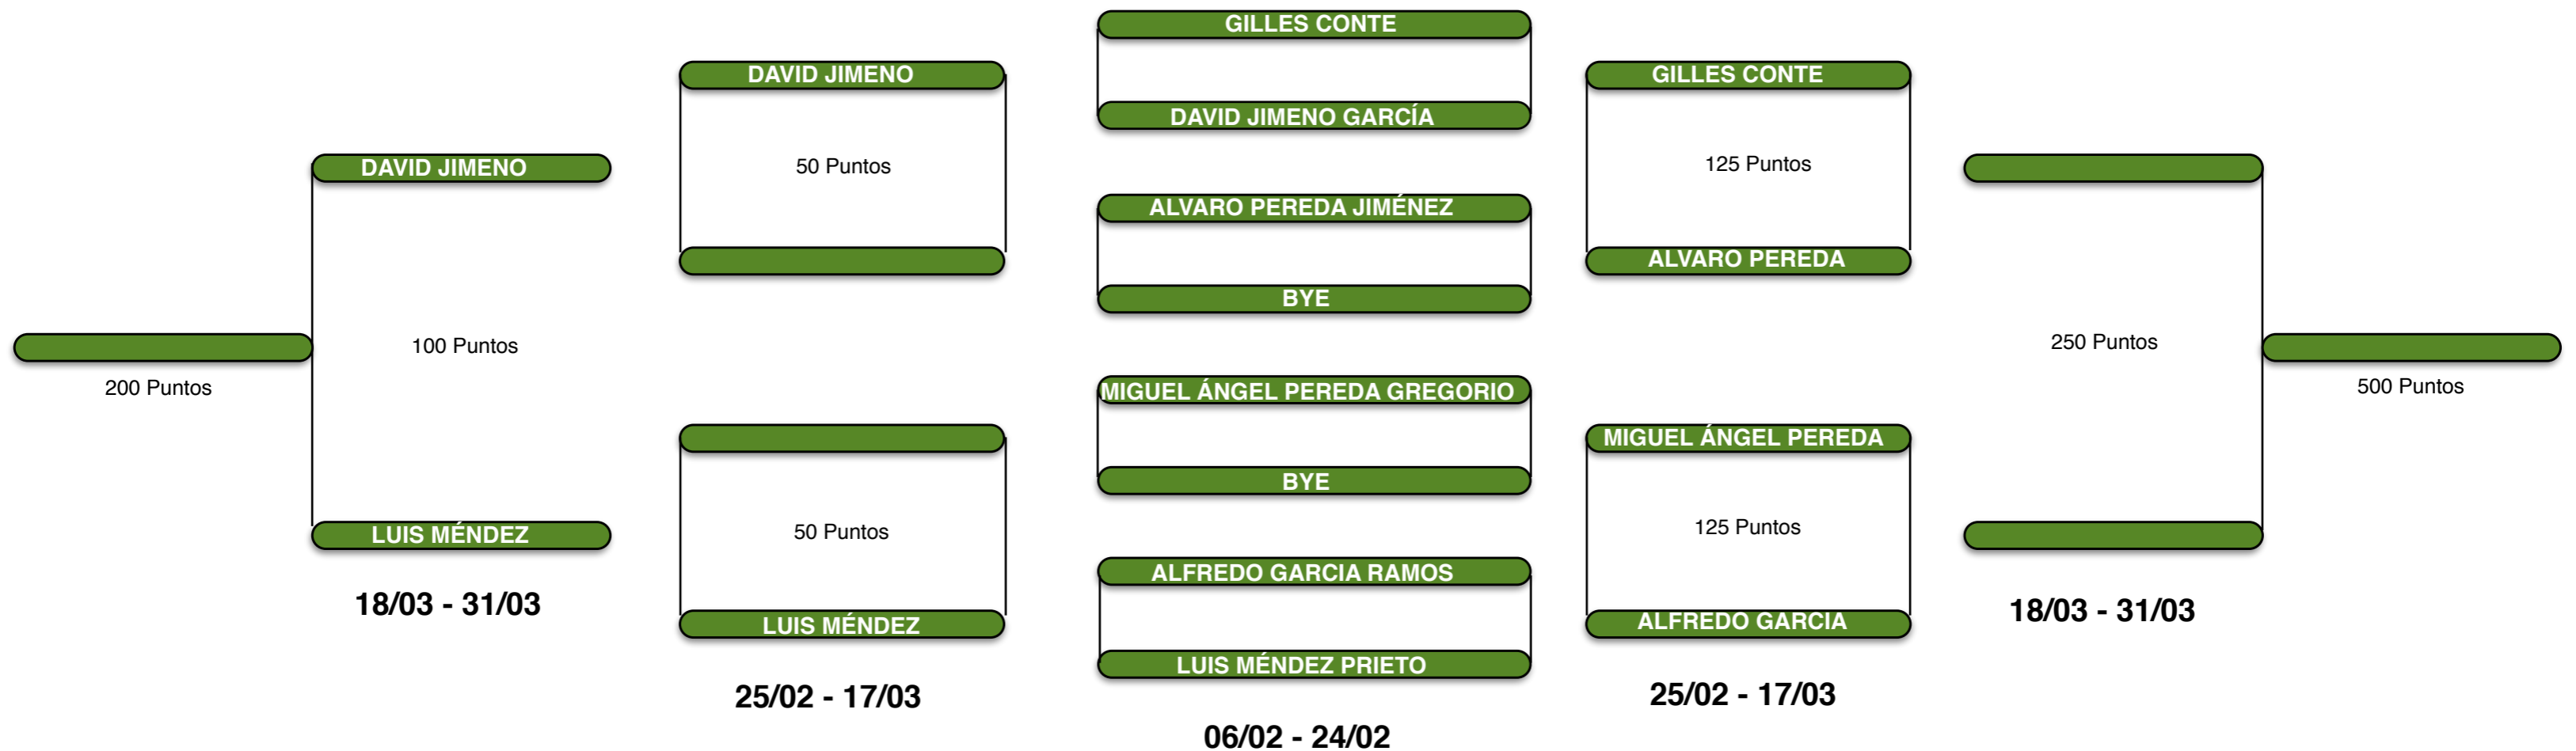 GILLES CONTE
DAVID JIMENO
GILLES CONTE
DAVID JIMENO GARCÍA
50 Puntos
125 Puntos
DAVID JIMENO
ALVARO PEREDA JIMÉNEZ
ALVARO PEREDA
BYE
100 Puntos
250 Puntos
200 Puntos
500 Puntos
MIGUEL ÁNGEL PEREDA GREGORIO
MIGUEL ÁNGEL PEREDA
BYE
50 Puntos
125 Puntos
LUIS MÉNDEZ
ALFREDO GARCIA RAMOS
18/03 - 31/03
18/03 - 31/03
LUIS MÉNDEZ
ALFREDO GARCIA
LUIS MÉNDEZ PRIETO
25/02 - 17/03
25/02 - 17/03
06/02 - 24/02